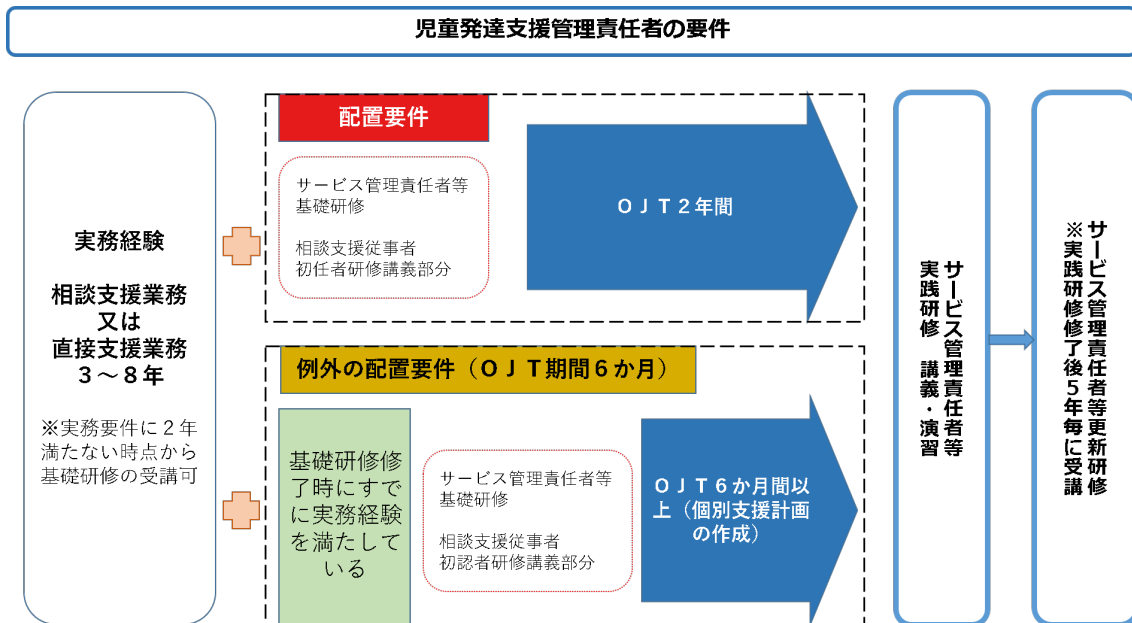 児童発達支援管理責任者の要件
実務経験
相談支援業務
又は
直接支援業務
３～８年
※実務要件に２年
満たない時点から
基礎研修の受講可
配置要件
サービス管理責任者等
基礎研修
相談支援従事者
初任者研修講義部分
ＯＪＴ２年間
例外の配置要件（ＯＪＴ期間６か月）
基礎研修修
了時にすで
に実務経験
を満たして
いる
サービス管理責任者等
基礎研修
相談支援従事者
初認者研修講義部分
ＯＪＴ６か月間以
上（個別支援計画
の作成）
サービス管理責任者等
実践研修　講義・演習
サービス管理責任者等更新研修
※実践研修修了後５年毎に受講